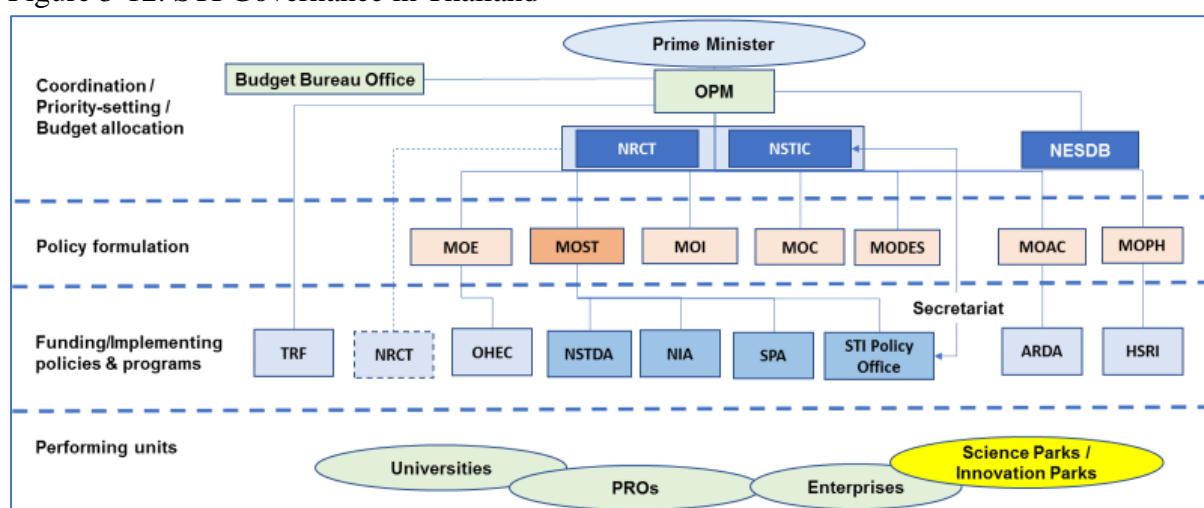 Prime Minister
Coordination /
Priority-setting /
Budget allocation
Budget Bureau Office
OPM
NRCT
NSTIC
NESDB
Policy formulation
MOE
MOST
MOI
MOC
MODES
MOAC
MOPH
Secretariat
Funding/Implementing
policies & programs
TRF
NRCT
OHEC
NSTDA
NIA
SPA
STI Policy
Office
ARDA
HSRI
Performing units
Universities
PROs
Enterprises
Science Parks /
Innovation Parks